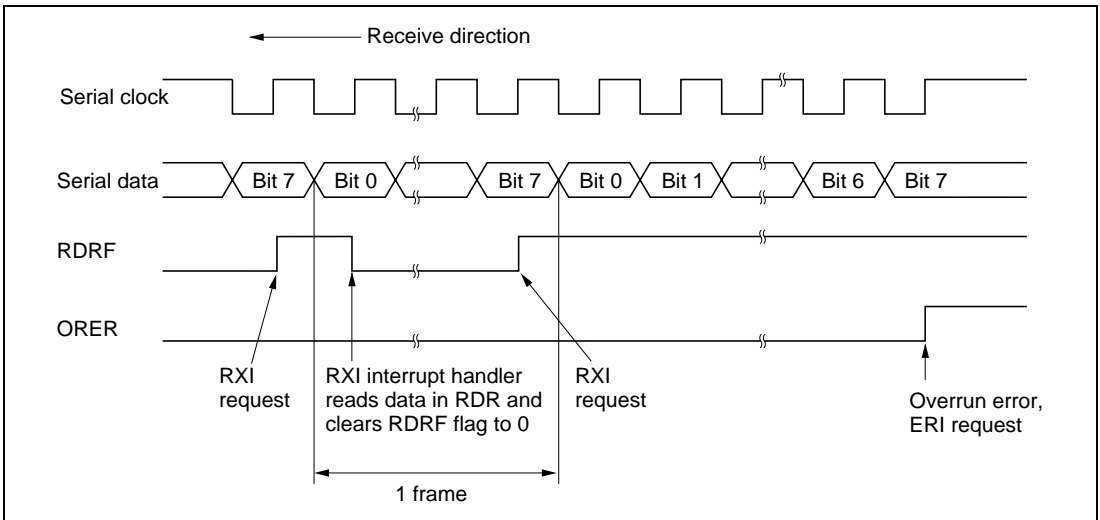 Receive direction
Serial clock
Serial data
Bit 7
Bit 0
Bit 7
Bit 0
Bit 1
Bit 6
Bit 7
RDRF
ORER
RXI
request
RXI interrupt handler
reads data in RDR and
clears RDRF flag to 0
RXI
request
Overrun error,
ERI request
1 frame